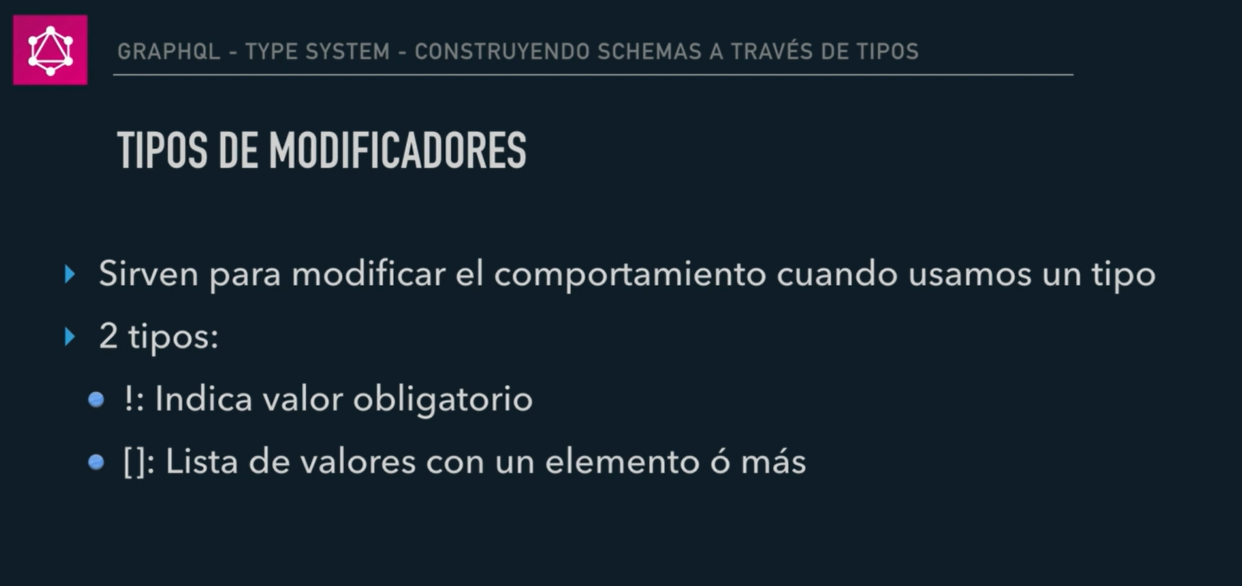 GRAPHQL - TYPE SYSTEM - CONSTRUYENDO SCHEMAS A TRAVÉS DE TIPOS
TIPOS DE MODIFICADORES
Sirven para modificar el comportamiento cuando usamos un tipo
2 tipos:
!: Indica valor obligatorio
[]: Lista de valores con un elemento ó más